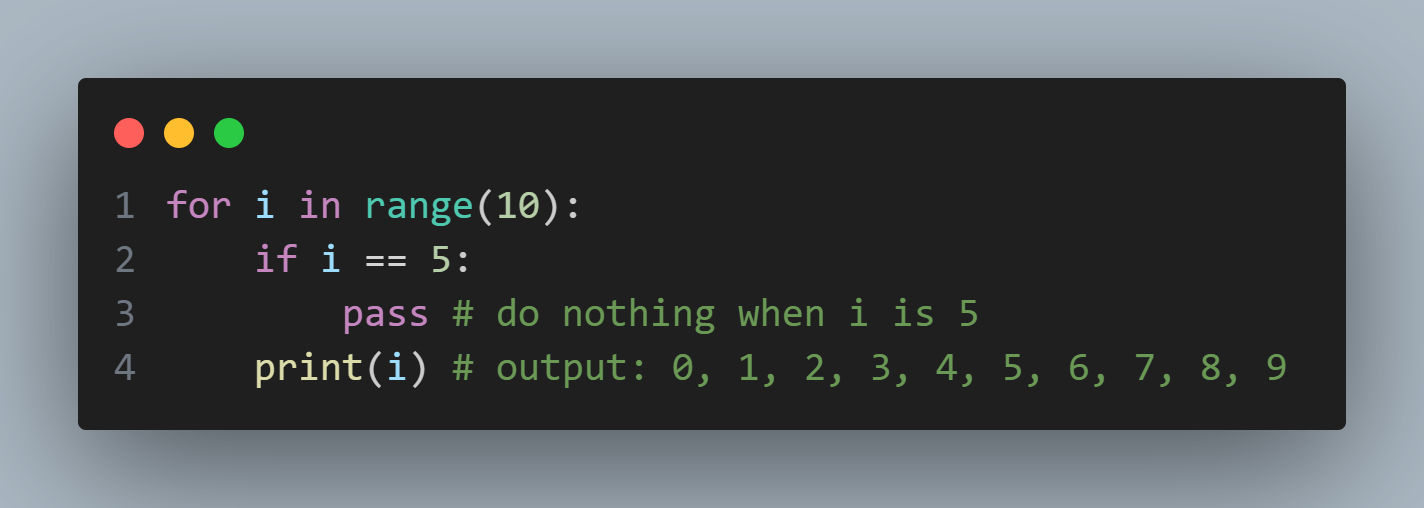 1 for i in range(10):
2     if i == 5:
3         pass # do nothing when i is 5
4     print(i) # output: 0, 1, 2, 3, 4, 5, 6, 7, 8, 9